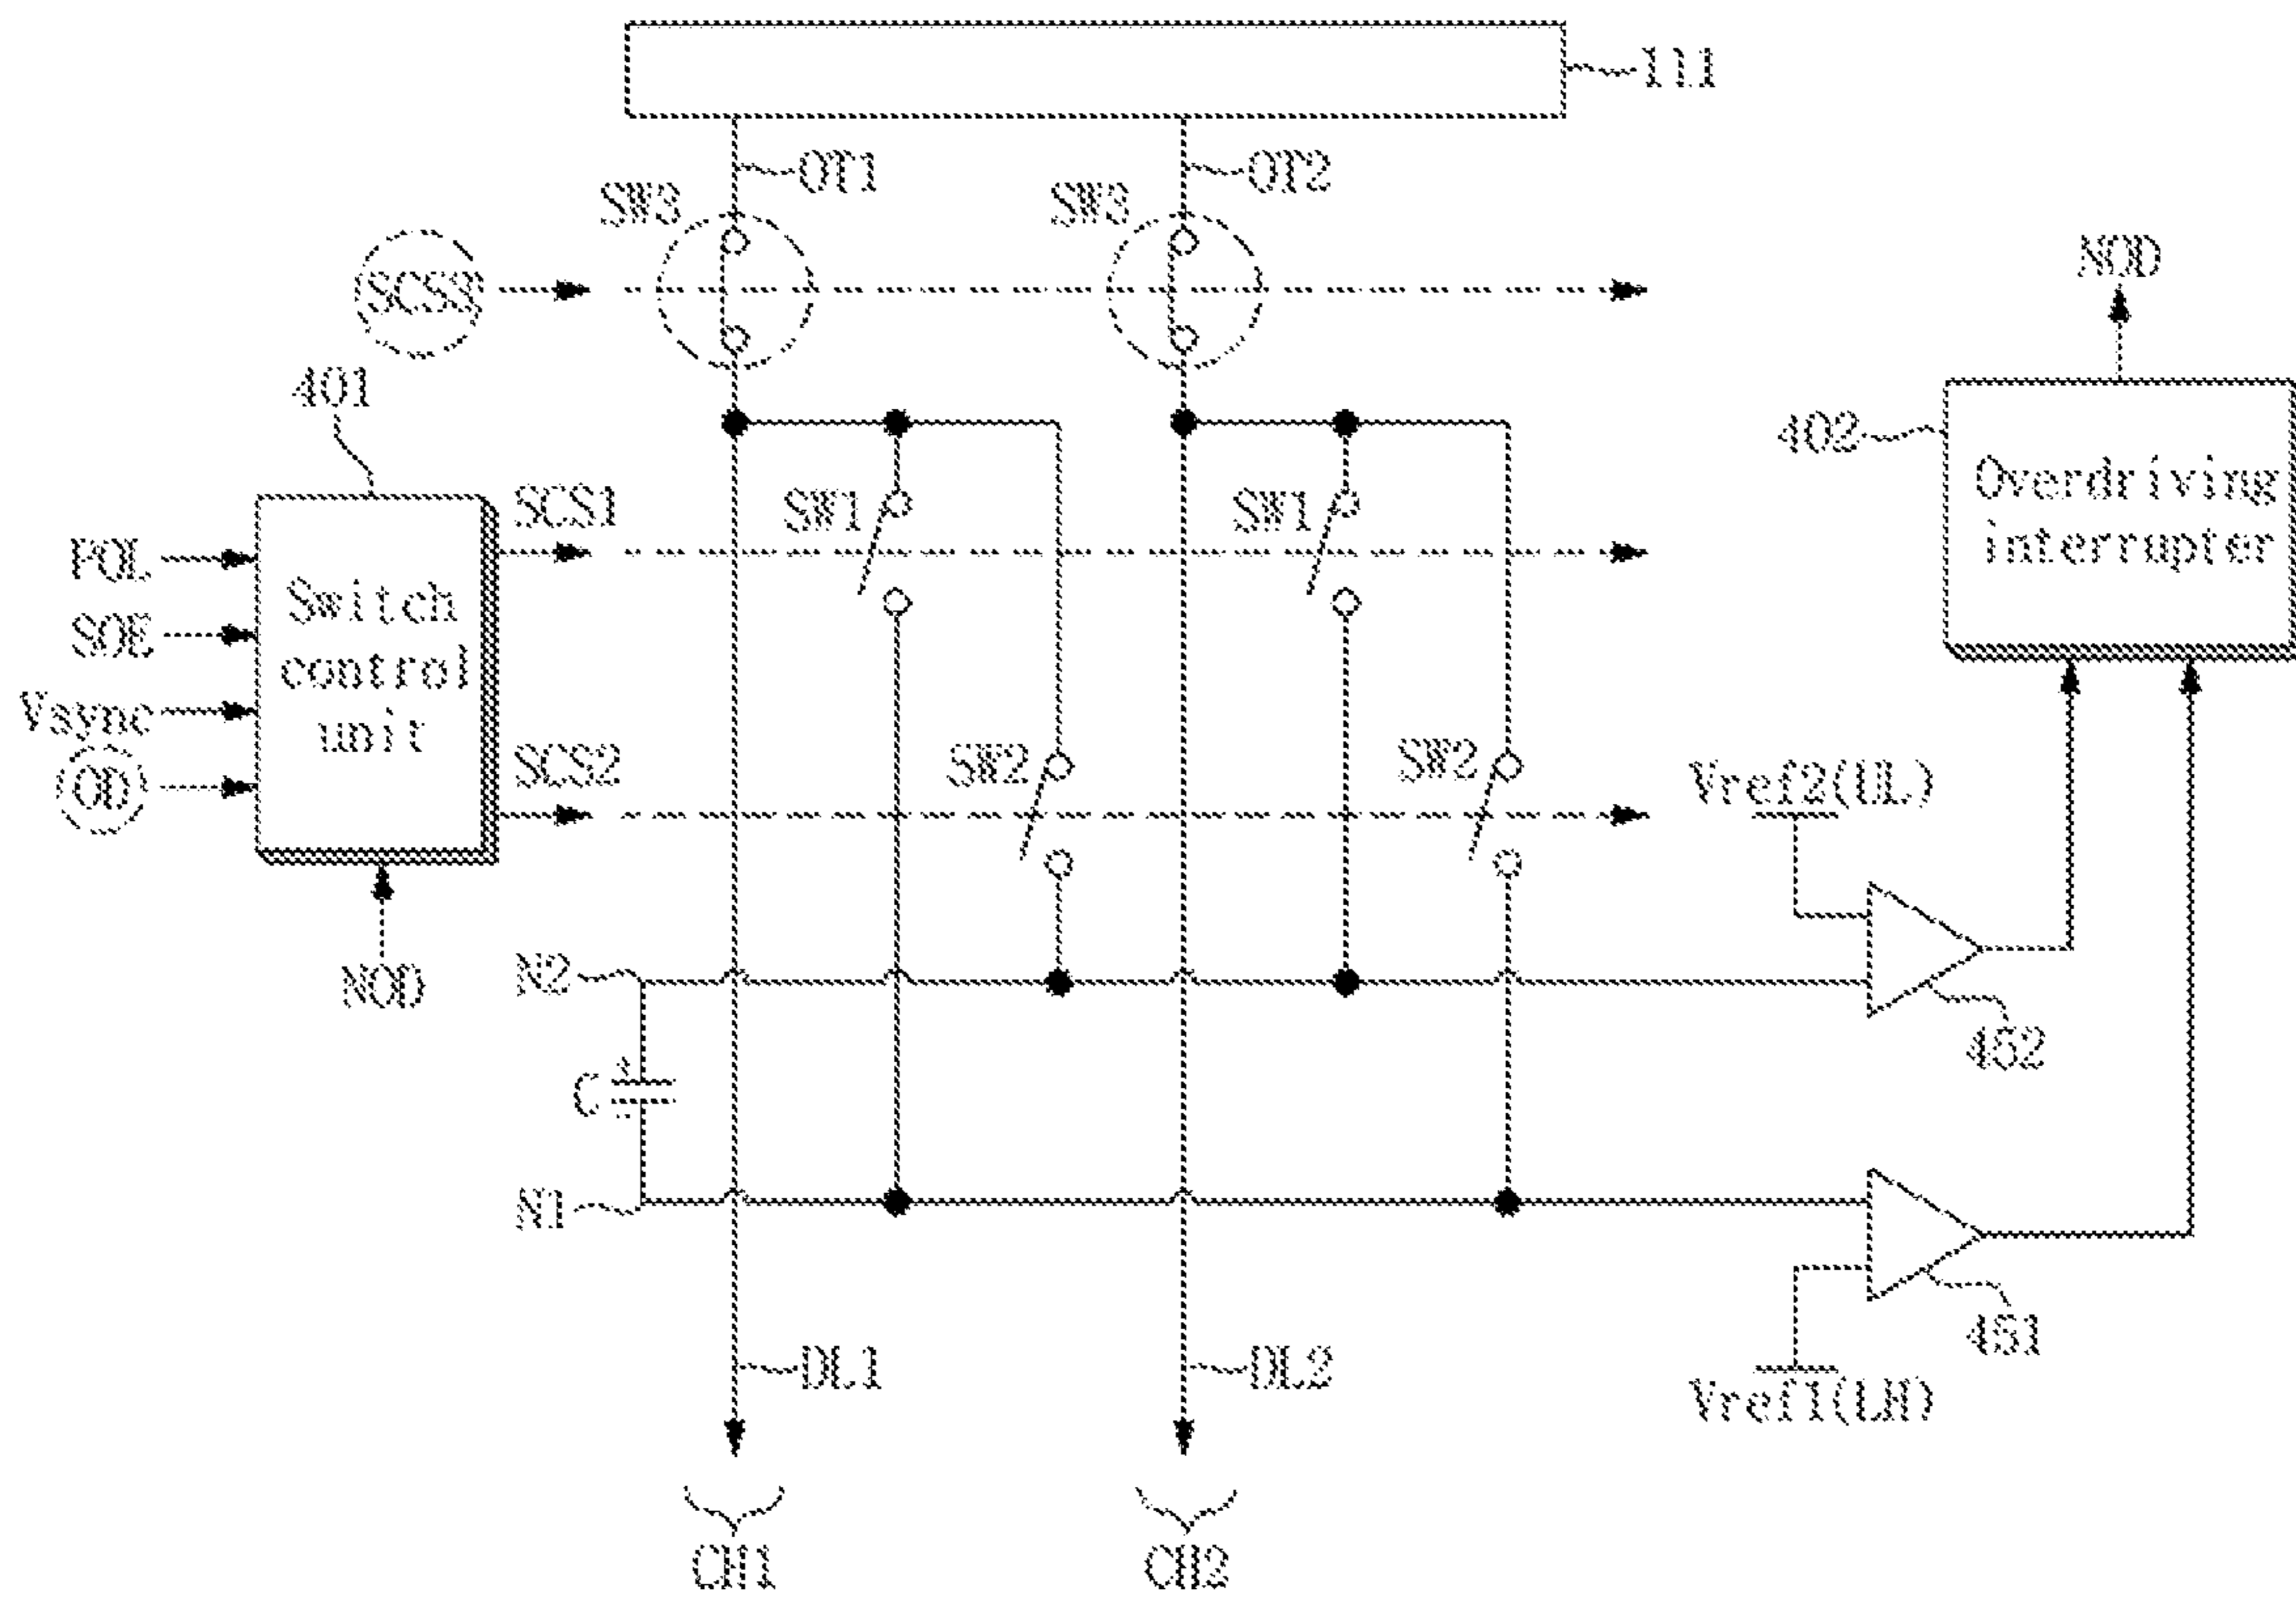 111
OT1
OT2
SW3
SW3
SCS3
NOD
401
402
Overdriving
interrupter
SCS1
SW1
SW1
POL
SOE
Vsync
OD
Switch
control
unit
SCS2
SW2
SW2
Vref2(UL)
NOD
N2
452
C
+
-
N1
451
DL1
DL2
Vref1(LH)
CH1
CH2